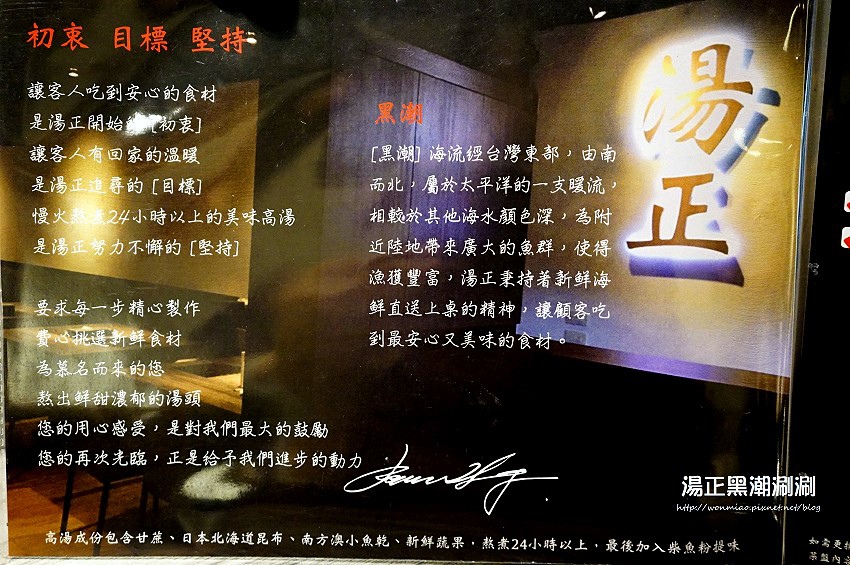 初衷 目標 堅持
讓客人吃到安心的食材
是湯正開始的［初衷］
讓客人有回家的溫暖
是湯正追尋的［目標］
慢火熬煮24小時以上的美味高湯
是湯正努力不懈的［堅持］
要求每一步精心製作
費心挑選新鮮食材
為慕名而來的您
熬出鮮甜濃郁的湯頭
您的用心感受，是對我們最大的鼓勵
您的再次光臨，正是給予我們進步的動力
黑潮
［黑潮］海流經台灣東部，由南
而北，屬於太平洋的一支暖流，
相較於其他海水顏色深，為附
近陸地帶來廣大的魚群，使得
漁獲豐富，湯正秉持著新鮮海
鮮直送上桌的精神，讓顧客吃
到最安心又美味的食材。
湯
正
湯正黑潮涮涮
http://wonmiao.pixnet.net/blog
高湯成份包含甘蔗、日本北海道昆布、南方澳小魚乾、新鮮蔬果，熬煮24小時以上，最後加入柴魚粉提味
如需更換
菜盤內